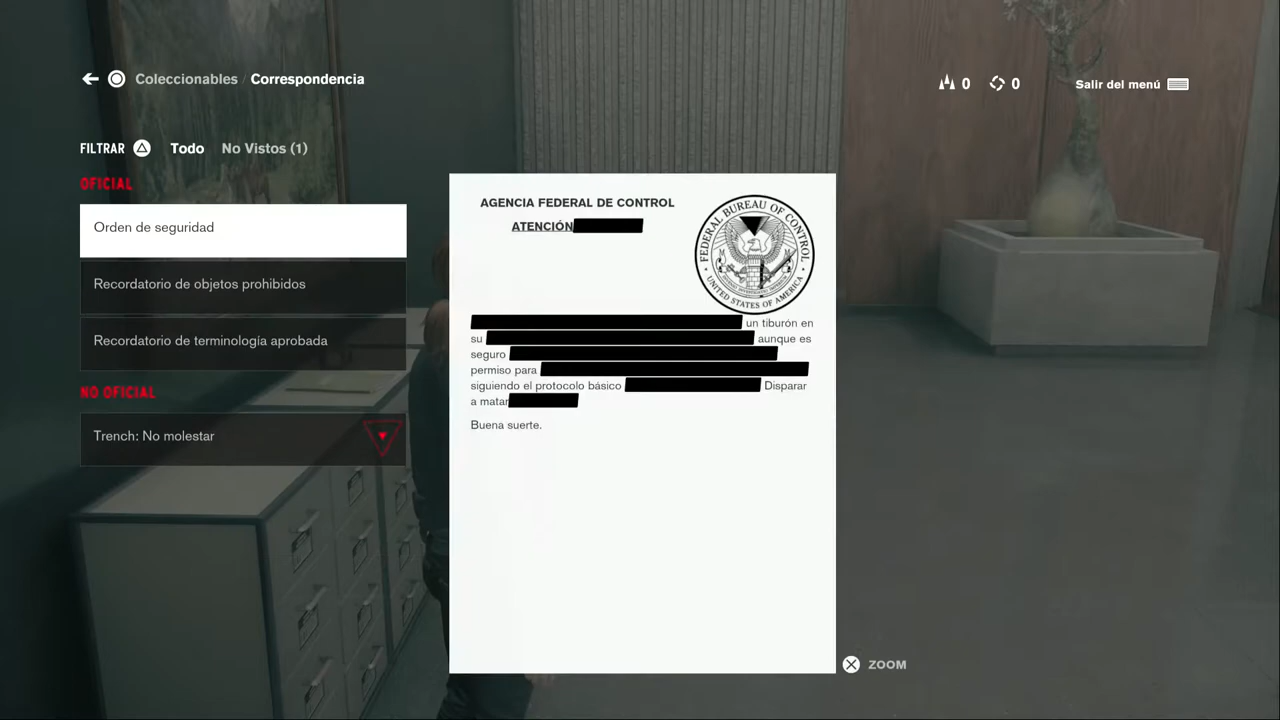 Coleccionables / Correspondencia
0 0 Salir del menú
FILTRAR Todo No Vistos (1)
OFICIAL
Orden de seguridad
Recordatorio de objetos prohibidos
Recordatorio de terminología aprobada
NO OFICIAL
Trench: No molestar
AGENCIA FEDERAL DE CONTROL
ATENCIÓN
FEDERAL BUREAU OF CONTROL
UNITED STATES OF AMERICA
un tiburón en
su aunque es
seguro
permiso para
siguiendo el protocolo básico Disparar
a matar
Buena suerte.
ZOOM